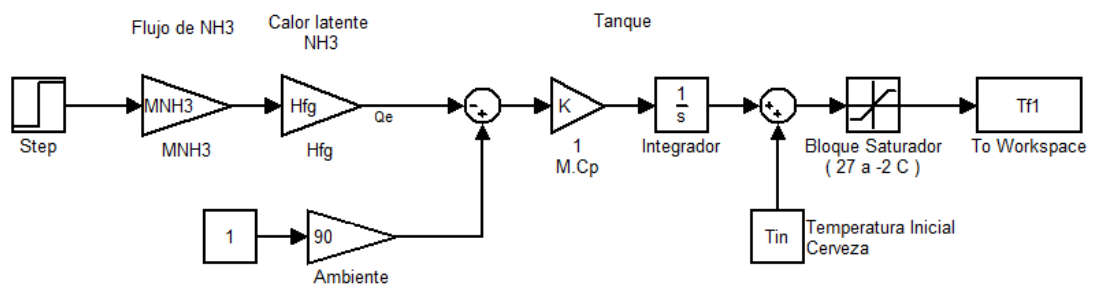 Flujo de NH3
Calor latente
NH3
Tanque
MNH3
Hfg
Qe
-
+
K
1
s
+
+
Tf1
Step
MNH3
Hfg
1
M.Cp
Integrador
Bloque Saturador
( 27 a -2 C )
To Workspace
1
90
Ambiente
Tin
Temperatura Inicial
Cerveza